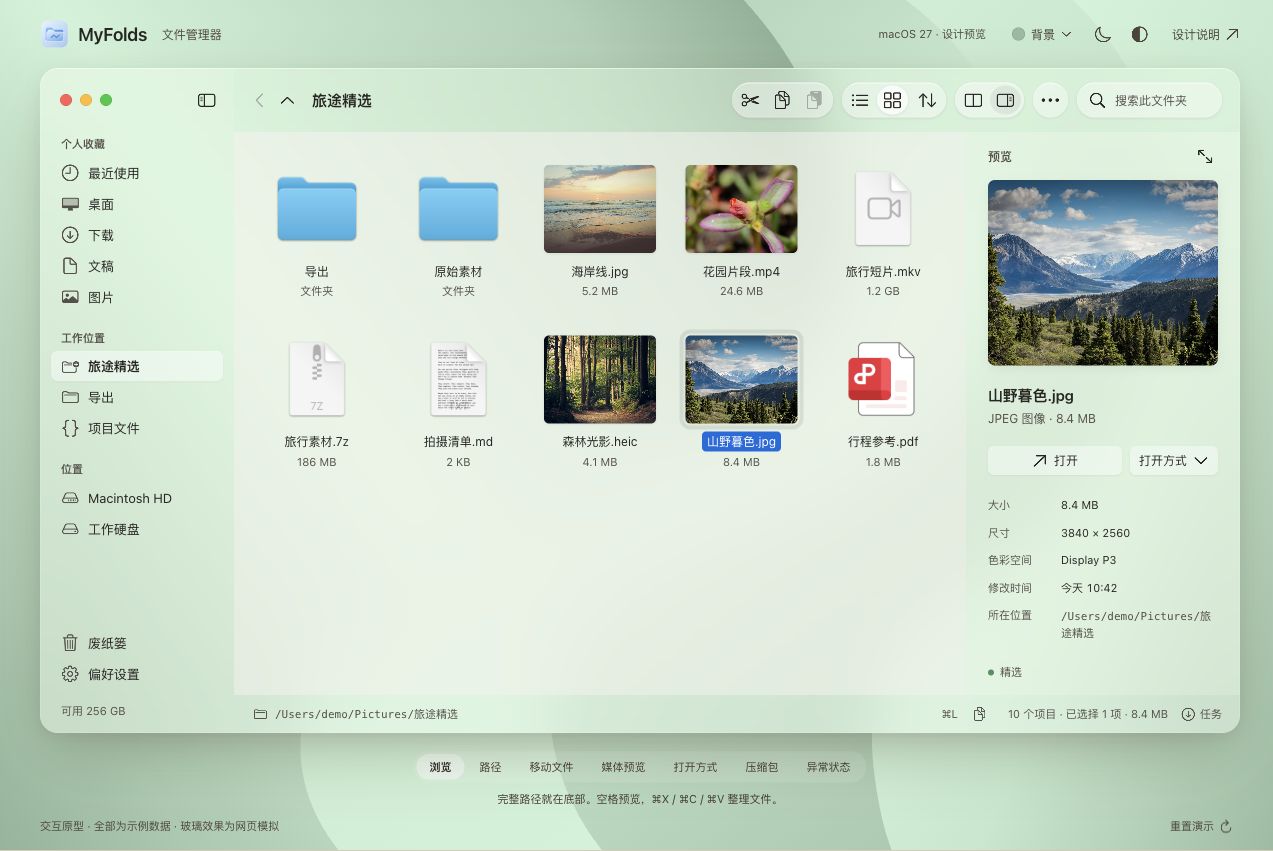 MyFolds 文件管理器
macOS 27 · 设计预览
背景
设计说明
旅途精选
搜索此文件夹
个人收藏
最近使用
桌面
下载
文稿
图片
工作位置
旅途精选
导出
项目文件
位置
Macintosh HD
工作硬盘
废纸篓
偏好设置
可用 256 GB
导出
文件夹
原始素材
文件夹
海岸线.jpg
5.2 MB
花园片段.mp4
24.6 MB
旅行短片.mkv
1.2 GB
7Z
旅行素材.7z
186 MB
拍摄清单.md
2 KB
森林光影.heic
4.1 MB
山野暮色.jpg
8.4 MB
行程参考.pdf
1.8 MB
预览
山野暮色.jpg
JPEG 图像 · 8.4 MB
打开
打开方式
大小 8.4 MB
尺寸 3840 × 2560
色彩空间 Display P3
修改时间 今天 10:42
所在位置 /Users/demo/Pictures/旅
途精选
精选
/Users/demo/Pictures/旅途精选
⌘L
10 个项目 · 已选择 1 项 · 8.4 MB
任务
浏览 路径 移动文件 媒体预览 打开方式 压缩包 异常状态
完整路径就在底部。空格预览，⌘X / ⌘C / ⌘V 整理文件。
交互原型 · 全部为示例数据 · 玻璃效果为网页模拟
重置演示